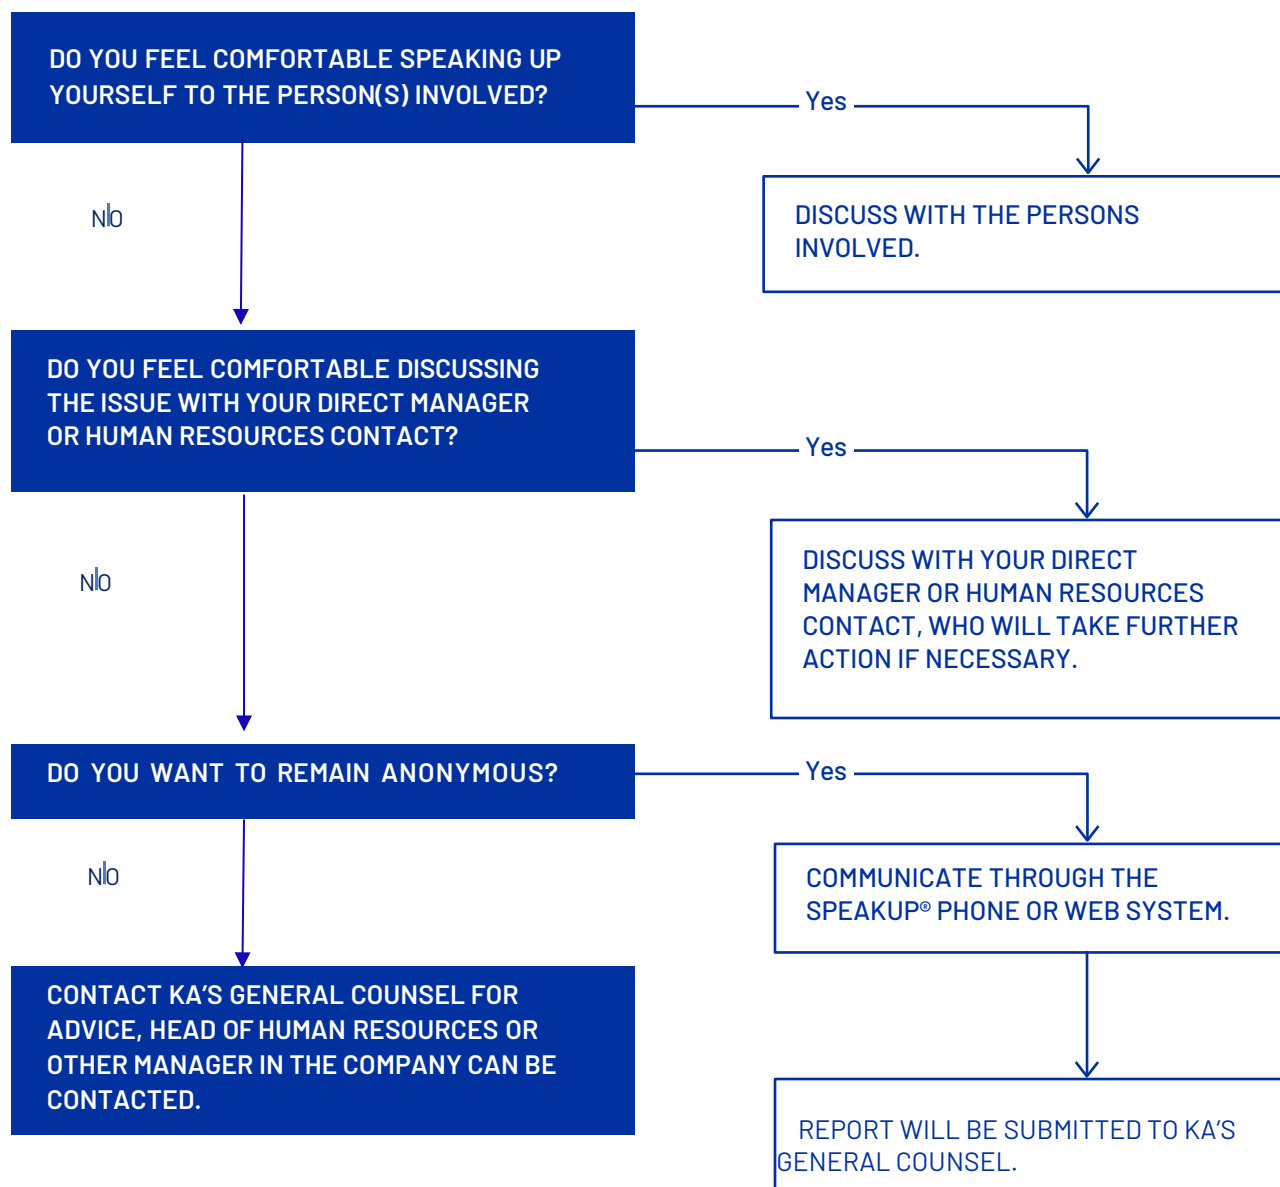 DO YOU FEEL COMFORTABLE SPEAKING UP
YOURSELF TO THE PERSON(S) INVOLVED?
Yes
DISCUSS WITH THE PERSONS
INVOLVED.
NO
DO YOU FEEL COMFORTABLE DISCUSSING
THE ISSUE WITH YOUR DIRECT MANAGER
OR HUMAN RESOURCES CONTACT?
Yes
DISCUSS WITH YOUR DIRECT
MANAGER OR HUMAN RESOURCES
CONTACT, WHO WILL TAKE FURTHER
ACTION IF NECESSARY.
NO
DO YOU WANT TO REMAIN ANONYMOUS?
Yes
COMMUNICATE THROUGH THE
SPEAKUP® PHONE OR WEB SYSTEM.
NO
CONTACT KA'S GENERAL COUNSEL FOR
ADVICE, HEAD OF HUMAN RESOURCES OR
OTHER MANAGER IN THE COMPANY CAN BE
CONTACTED.
REPORT WILL BE SUBMITTED TO KA'S
GENERAL COUNSEL.